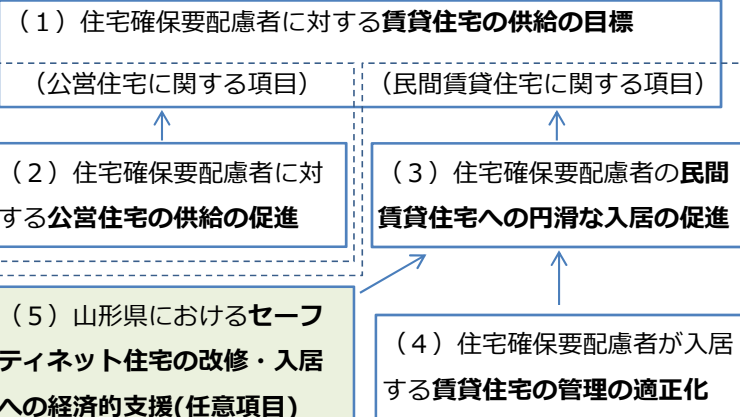 （１）住宅確保要配慮者に対する賃貸住宅の供給の目標
（公営住宅に関する項目）
（民間賃貸住宅に関する項目）
（２）住宅確保要配慮者に対
する公営住宅の供給の促進
（３）住宅確保要配慮者の民間
賃貸住宅への円滑な入居の促進
（５）山形県におけるセーフ
ティネット住宅の改修・入居
への経済的支援(任意項目)
（４）住宅確保要配慮者が入居
する賃貸住宅の管理の適正化